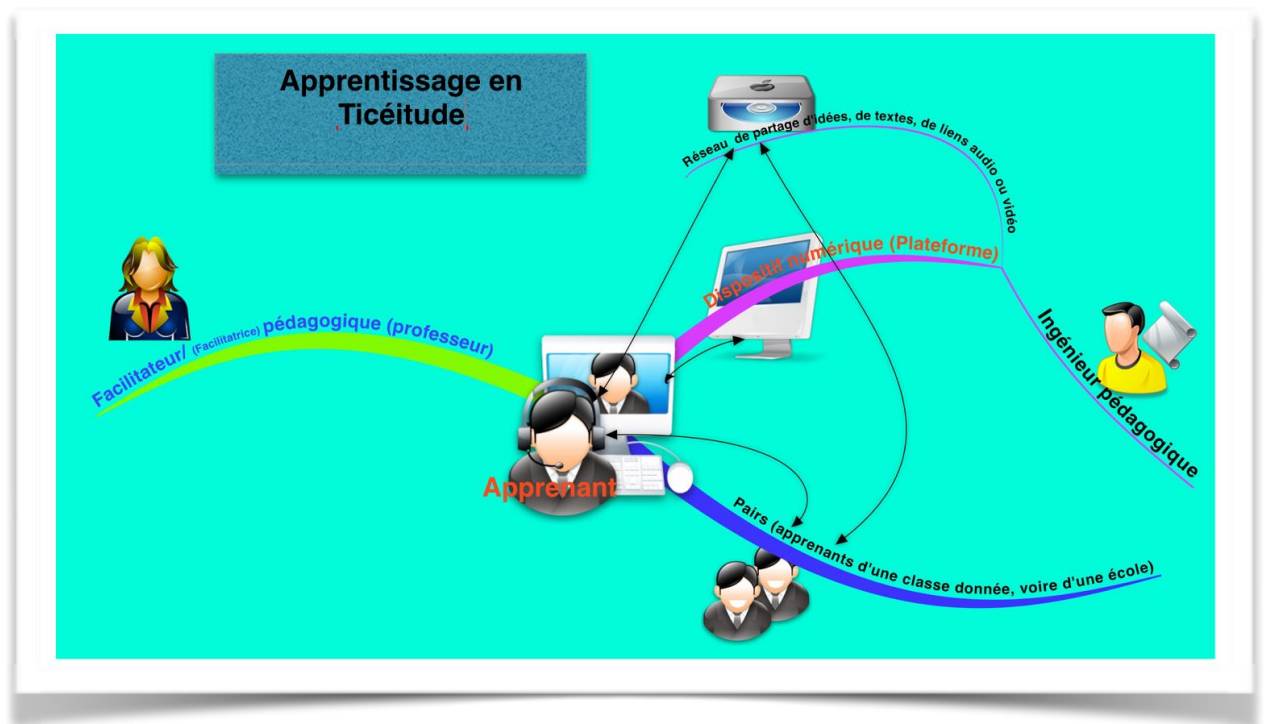 Apprentissage en
Ticéitude
Réseau de partage d'idées, de textes, de liens audio ou vidéo
Dispositif numérique (Plateforme)
Facilitateur/ (Facilitatrice) pédagogique (professeur)
Ingénieur pédagogique
Apprenant
Pairs (apprenants d'une classe donnée, voire d'une école)